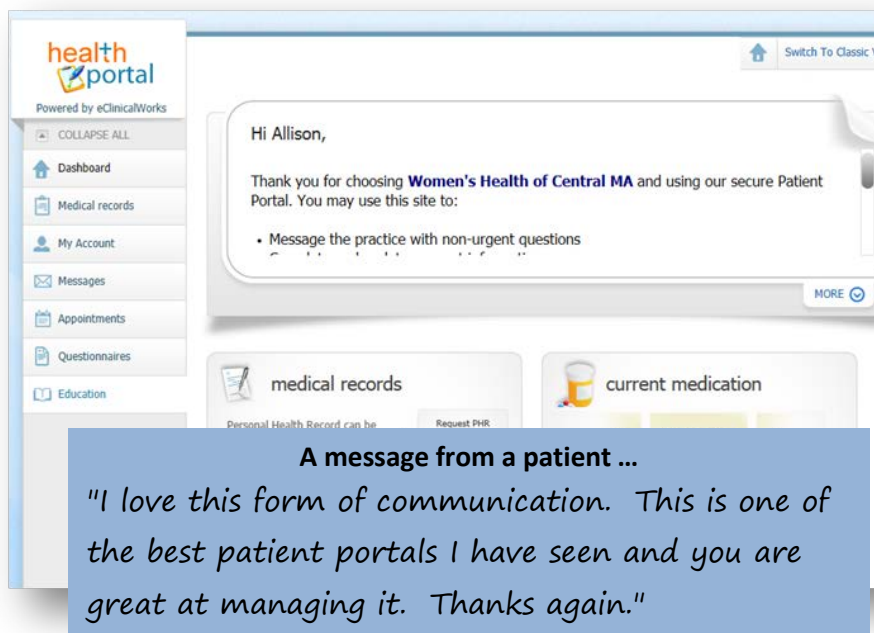 health
portal
Powered by eClinicalWorks
COLLAPSE ALL
Dashboard
Medical records
My Account
Messages
Appointments
Questionnaires
Education
Switch To Classic
Hi Allison,
Thank you for choosing Women's Health of Central MA and using our secure Patient
Portal. You may use this site to:
• Message the practice with non-urgent questions
MORE
medical records
Personal Health Record can be
Request PHR
current medication
A message from a patient …
"I love this form of communication. This is one of
the best patient portals I have seen and you are
great at managing it. Thanks again."